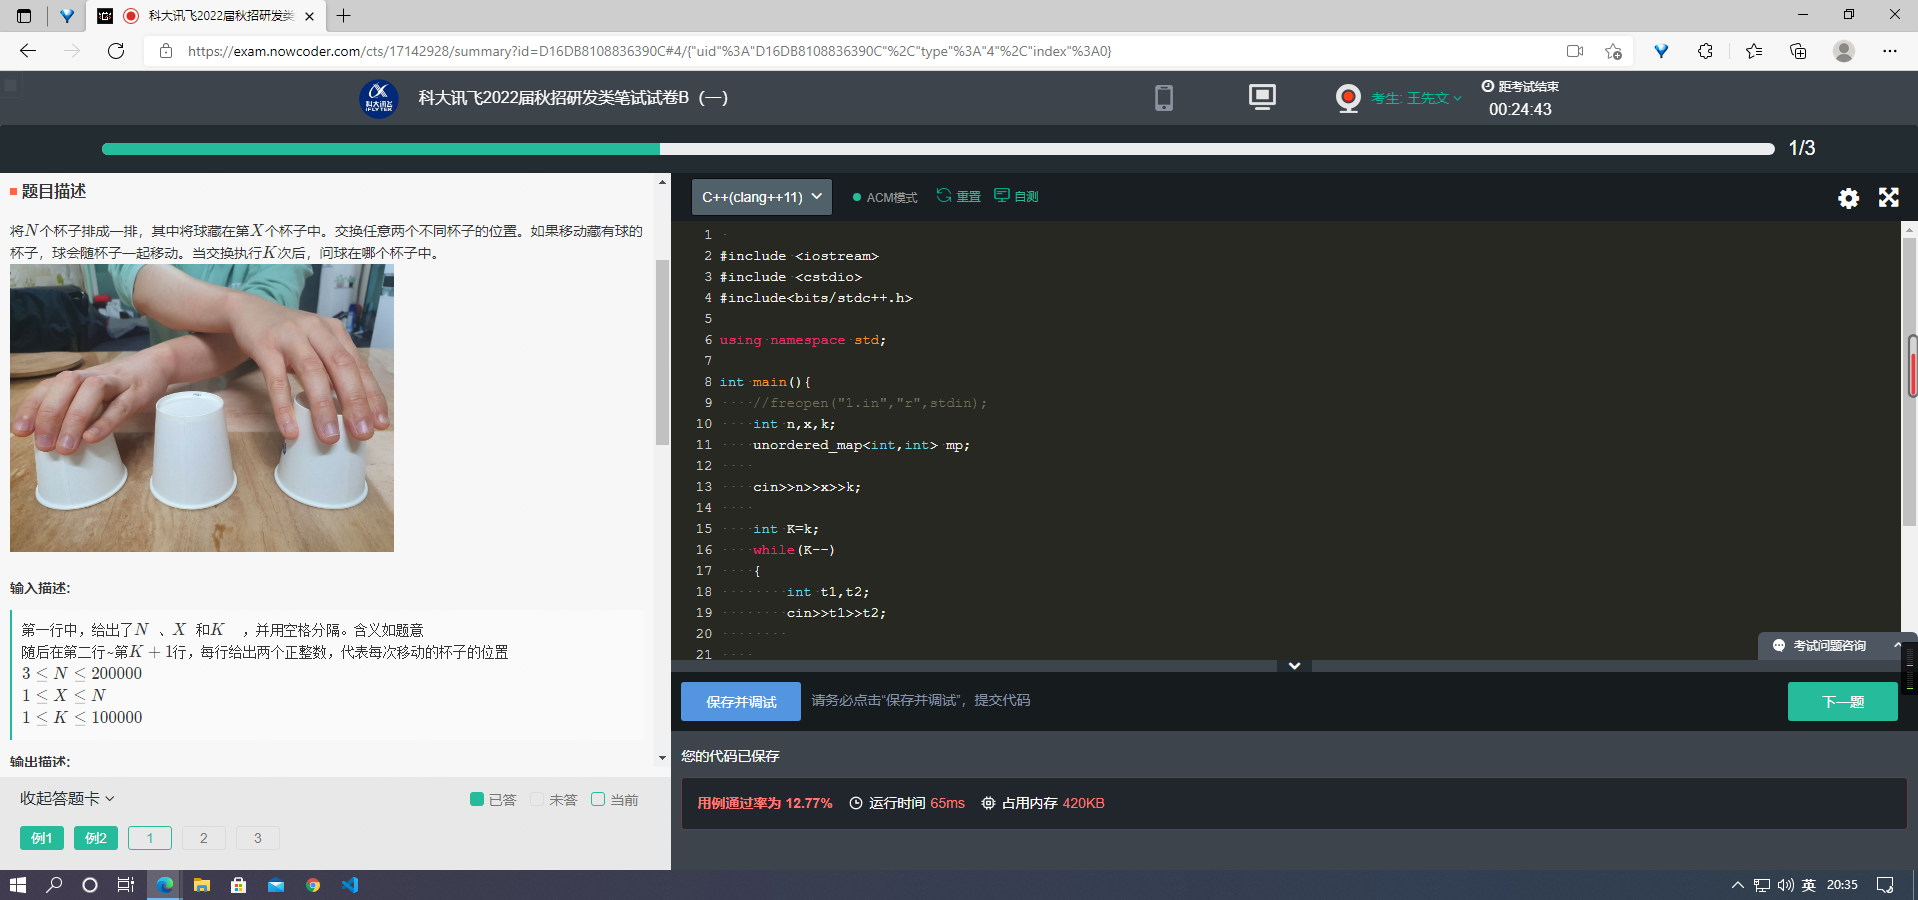 科大讯飞2022届秋招研发类
https://exam.nowcoder.com/cts/17142928/summary?id=D16DB8108836390C#4/{"uid"%3A"D16DB8108836390C"%2C"type"%3A"4"%2C"index"%3A0}
科大讯飞
iFLYTEK
科大讯飞2022届秋招研发类笔试试卷B（一）
考生: 王先文
距考试结束
00:24:43
1/3
题目描述
将N个杯子排成一排，其中将球藏在第X个杯子中。交换任意两个不同杯子的位置。如果移动藏有球的
杯子，球会随杯子一起移动。当交换执行K次后，问球在哪个杯子中。
输入描述:
第一行中，给出了N 、X 和K ，并用空格分隔。含义如题意
随后在第二行~第K + 1行，每行给出两个正整数，代表每次移动的杯子的位置
3 ≤ N ≤ 200000
1 ≤ X ≤ N
1 ≤ K ≤ 100000
输出描述:
收起答题卡
已答 未答 当前
例1 例2 1 2 3
C++(clang++11) ACM模式 重置 自测
1
2 #include <iostream>
3 #include <cstdio>
4 #include<bits/stdc++.h>
5
6 using namespace std;
7
8 int main(){
9 //freopen("1.in","r",stdin);
10 int n,x,k;
11 unordered_map<int,int> mp;
12
13 cin>>n>>x>>k;
14
15 int K=k;
16 while(K--)
17 {
18 int t1,t2;
19 cin>>t1>>t2;
20
21
考试问题咨询
保存并调试 请务必点击“保存并调试”，提交代码 下一题
您的代码已保存
用例通过率为 12.77% 运行时间 65ms 占用内存 420KB
英 20:35